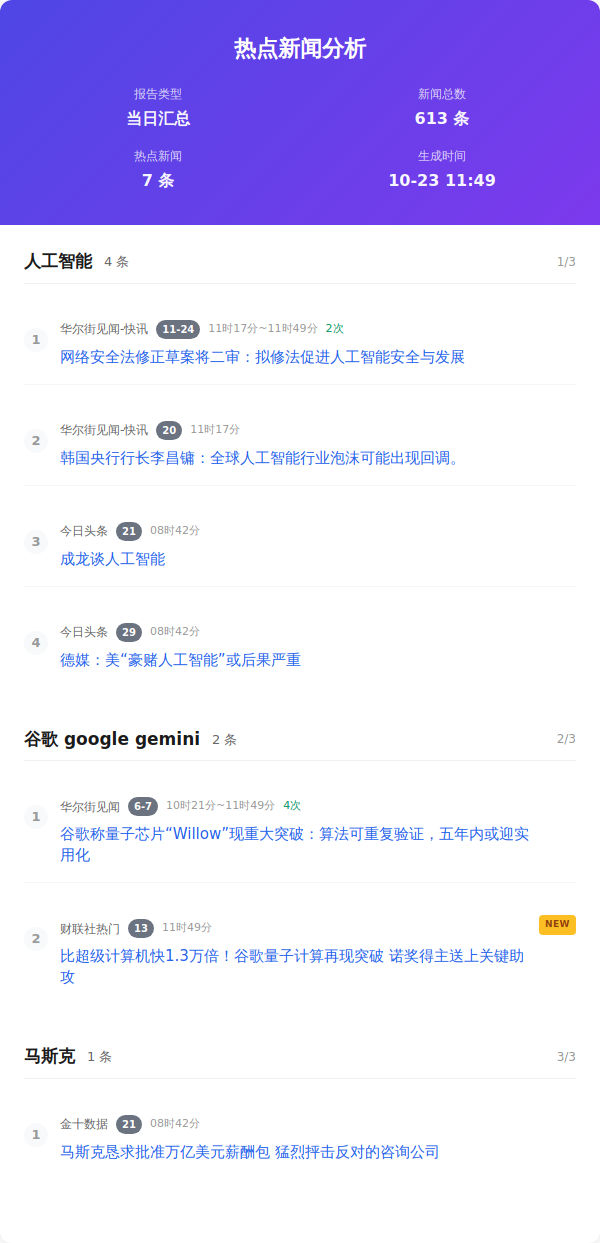 热点新闻分析
报告类型
新闻总数
当日汇总
613 条
热点新闻
生成时间
7 条
10-23 11:49
人工智能 4 条 1/3
1
华尔街见闻-快讯 11-24 11时17分~11时49分 2次
网络安全法修正草案将二审：拟修法促进人工智能安全与发展
2
华尔街见闻-快讯 20 11时17分
韩国央行行长李昌镛：全球人工智能行业泡沫可能出现回调。
3
今日头条 21 08时42分
成龙谈人工智能
4
今日头条 29 08时42分
德媒：美“豪赌人工智能”或后果严重
谷歌 google gemini 2 条 2/3
1
华尔街见闻 6-7 10时21分~11时49分 4次
谷歌称量子芯片“Willow”现重大突破：算法可重复验证，五年内或迎实
用化
2
财联社热门 13 11时49分 NEW
比超级计算机快1.3万倍！谷歌量子计算再现突破 诺奖得主送上关键助
攻
马斯克 1 条 3/3
1
金十数据 21 08时42分
马斯克恳求批准万亿美元薪酬包 猛烈抨击反对的咨询公司